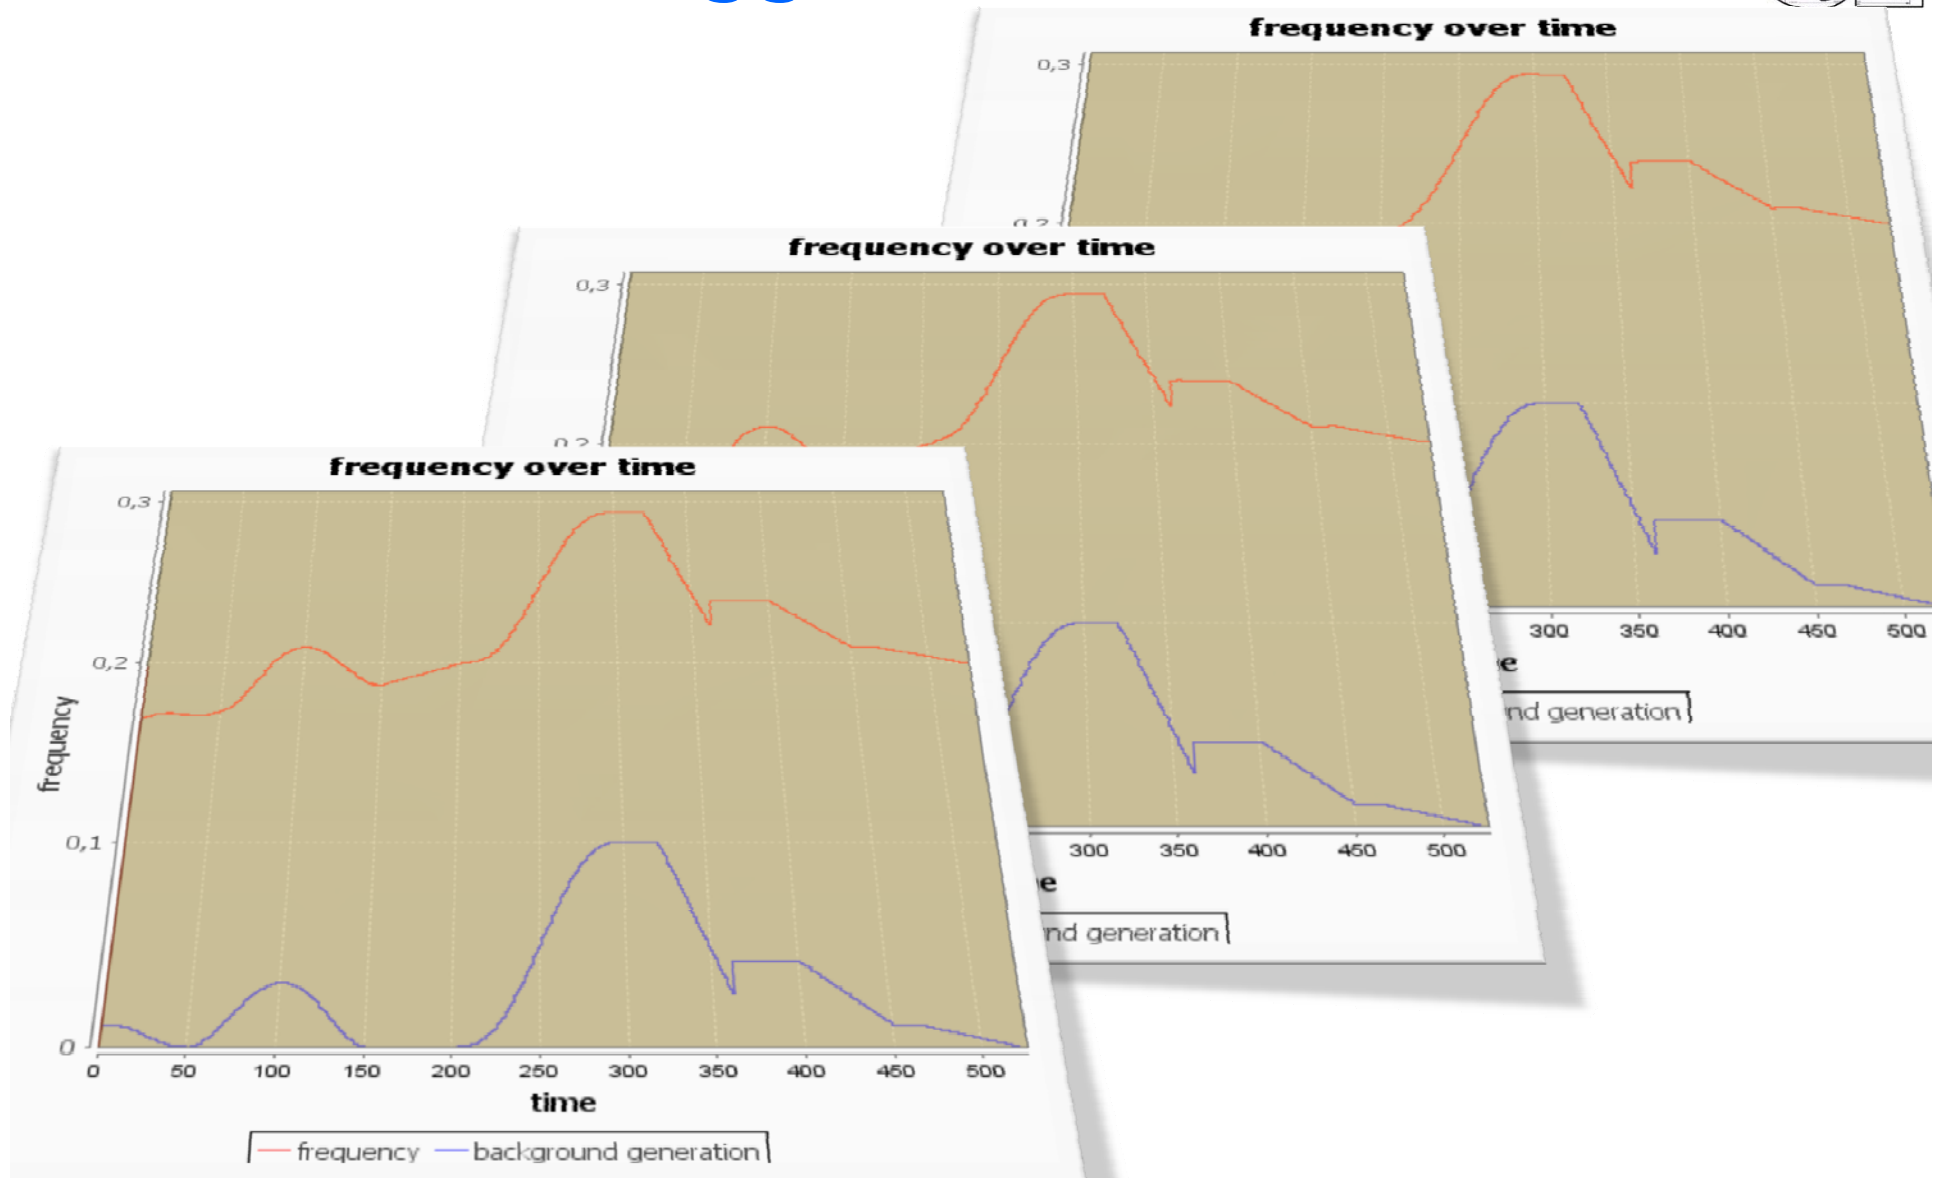 frequency over time
0,3
frequency over time
0,3
frequency over time
0,3
0,2
0,1
0
frequency
0 50 100 150 200 250 300 350 400 450 500
time
frequency background generation
300 350 400 450 500
nd generation
300 350 400 450 500
nd generation